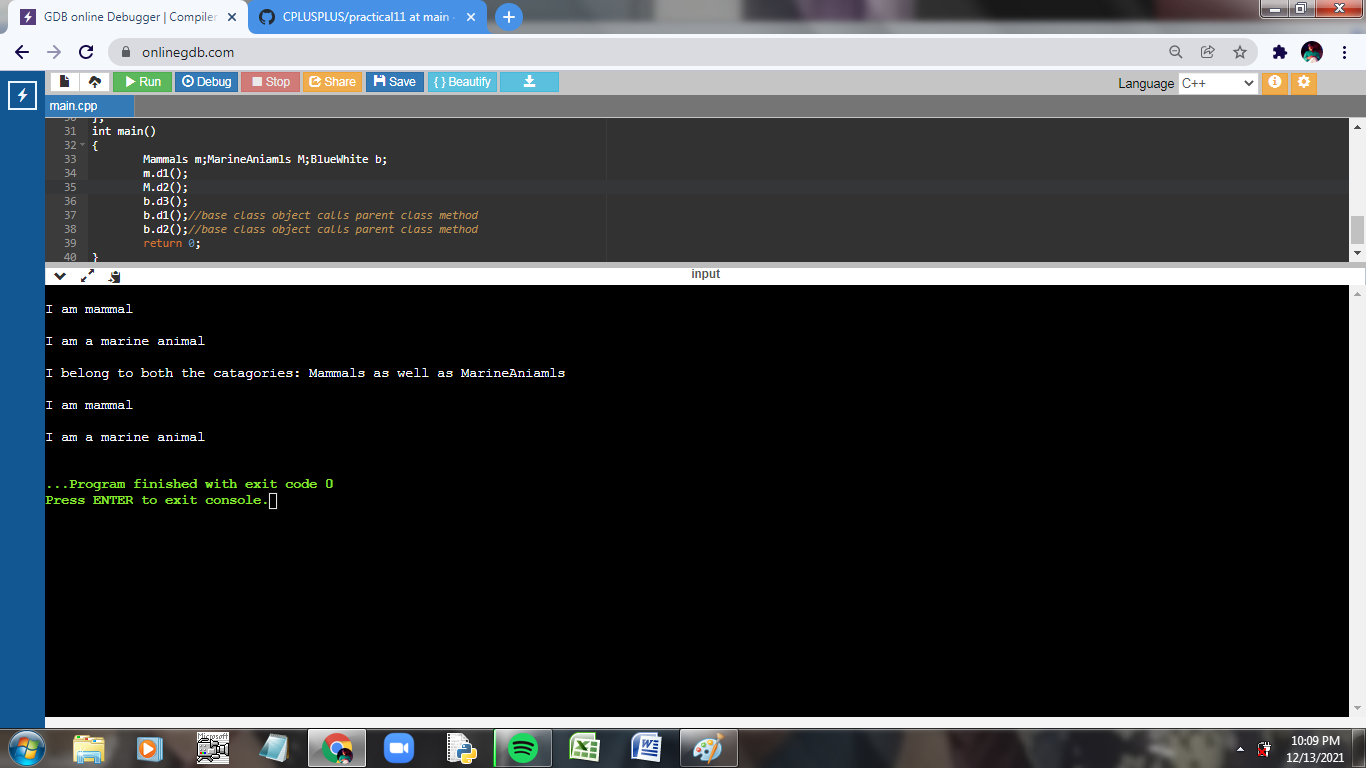 GDB online Debugger | Compiler
CPLUSPLUS/practical11 at main
onlinegdb.com
Run Debug Stop Share Save { } Beautify
Language C++
main.cpp
30 };
31 int main()
32 {
33 Mammals m;MarineAniamls M;BlueWhite b;
34 m.d1();
35 M.d2();
36 b.d3();
37 b.d1();//base class object calls parent class method
38 b.d2();//base class object calls parent class method
39 return 0;
40 }
input
I am mammal
I am a marine animal
I belong to both the catagories: Mammals as well as MarineAniamls
I am mammal
I am a marine animal
...Program finished with exit code 0
Press ENTER to exit console.
Microsoft
10:09 PM
12/13/2021